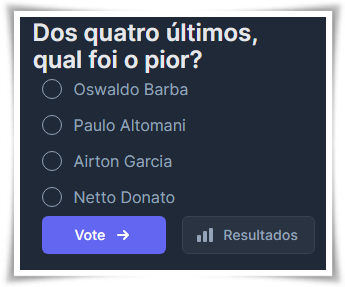 Dos quatro últimos,
qual foi o pior?
Oswaldo Barba
Paulo Altomani
Airton Garcia
Netto Donato
Vote
Resultados